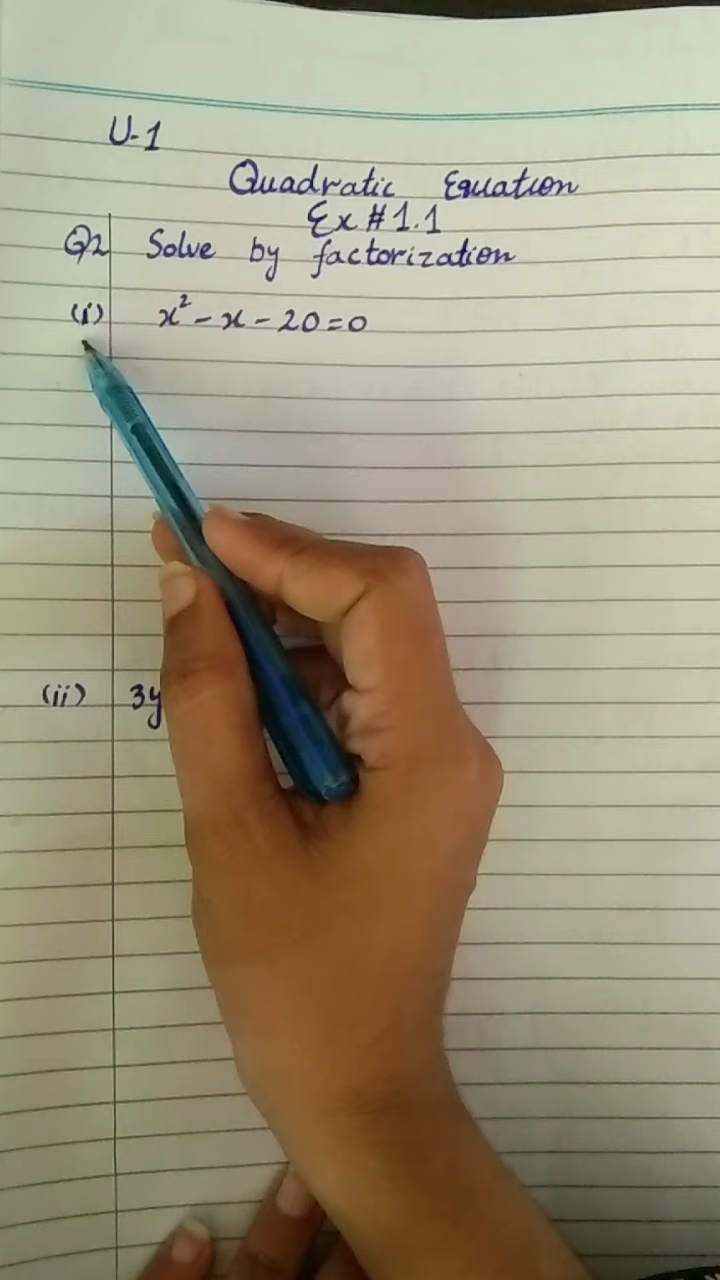 U-1
Quadratic Equation
Ex # 1.1
Q2 Solve by factorization
(i) x² - x - 20 = 0
(ii) 3y